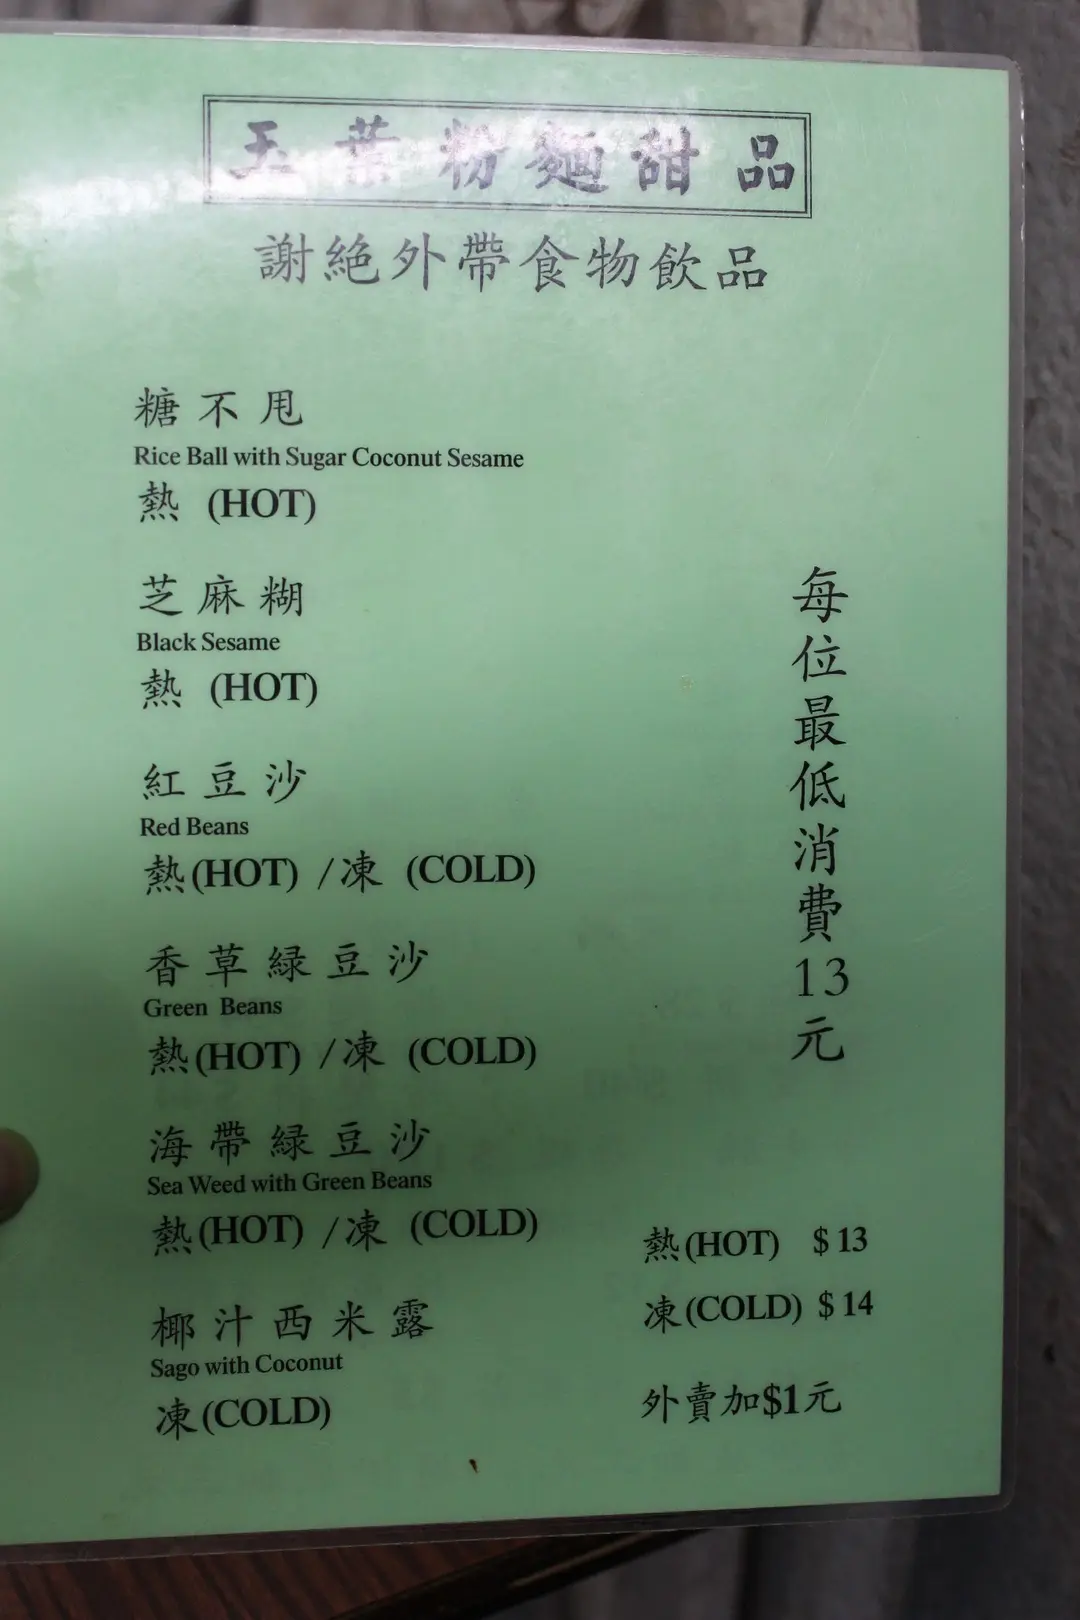 玉葉粉麵甜品
謝絕外帶食物飲品
糖不甩
Rice Ball with Sugar Coconut Sesame
熱 (HOT)
芝麻糊
Black Sesame
熱 (HOT)
紅豆沙
Red Beans
熱(HOT) /凍 (COLD)
香草緑豆沙
Green Beans
熱(HOT) /凍 (COLD)
海帶緑豆沙
Sea Weed with Green Beans
熱(HOT) /凍 (COLD)
椰汁西米露
Sago with Coconut
凍(COLD)
每位最低消費13元
熱(HOT) $13
凍(COLD) $14
外賣加$1元